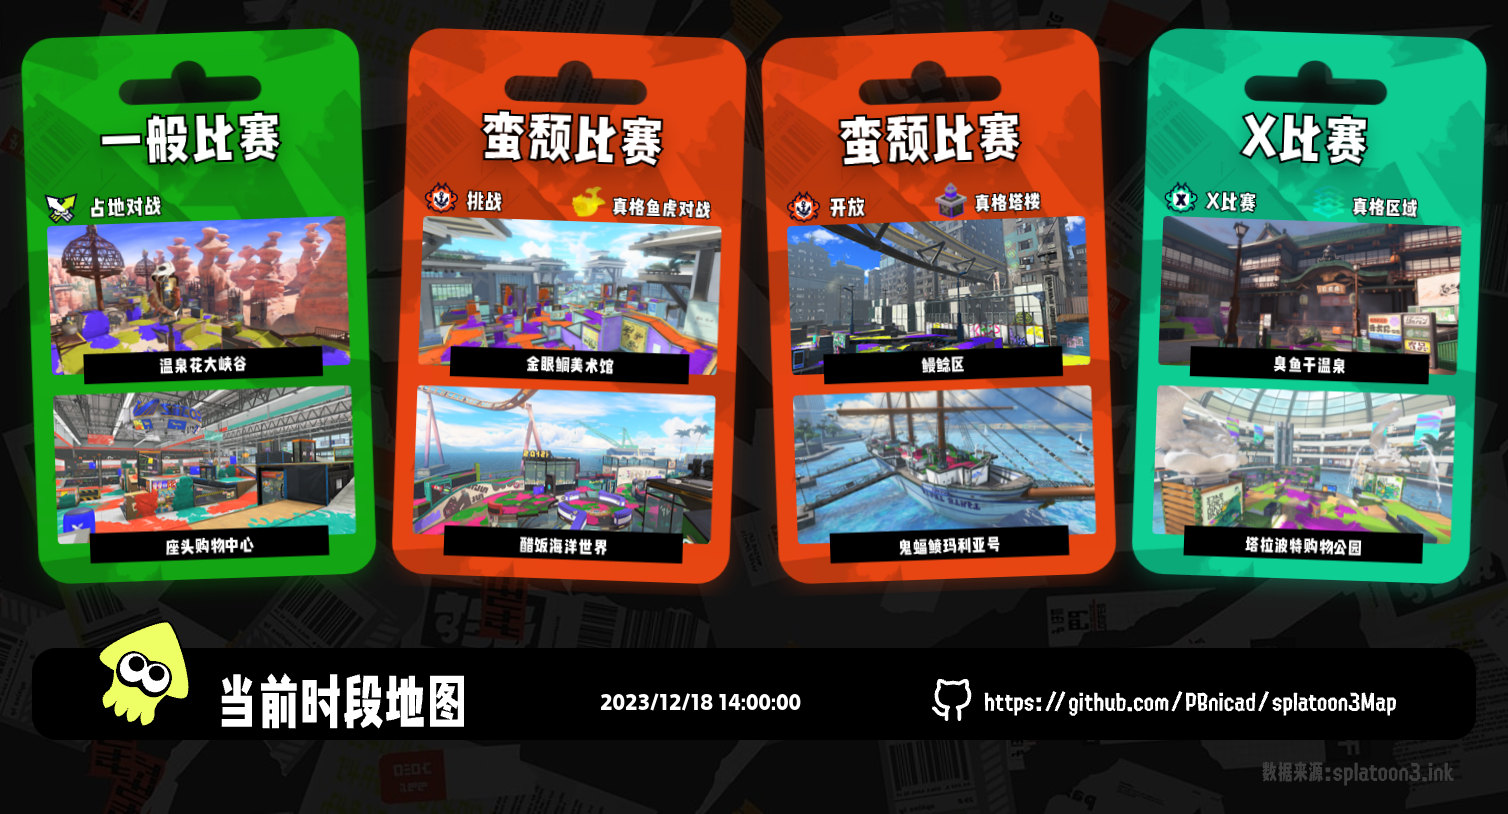 一般比赛
占地对战
温泉花大峡谷
座头购物中心
蛮颓比赛
挑战
真格鱼虎对战
金眼鲷美术馆
醋饭海洋世界
蛮颓比赛
开放
真格塔楼
鳗鲶区
鬼蝠鲼玛利亚号
X比赛
X比赛
真格区域
臭鱼干温泉
塔拉波特购物公园
当前时段地图
2023/12/18 14:00:00
https://github.com/PBnicad/splatoon3Map
数据来源:splatoon3.ink